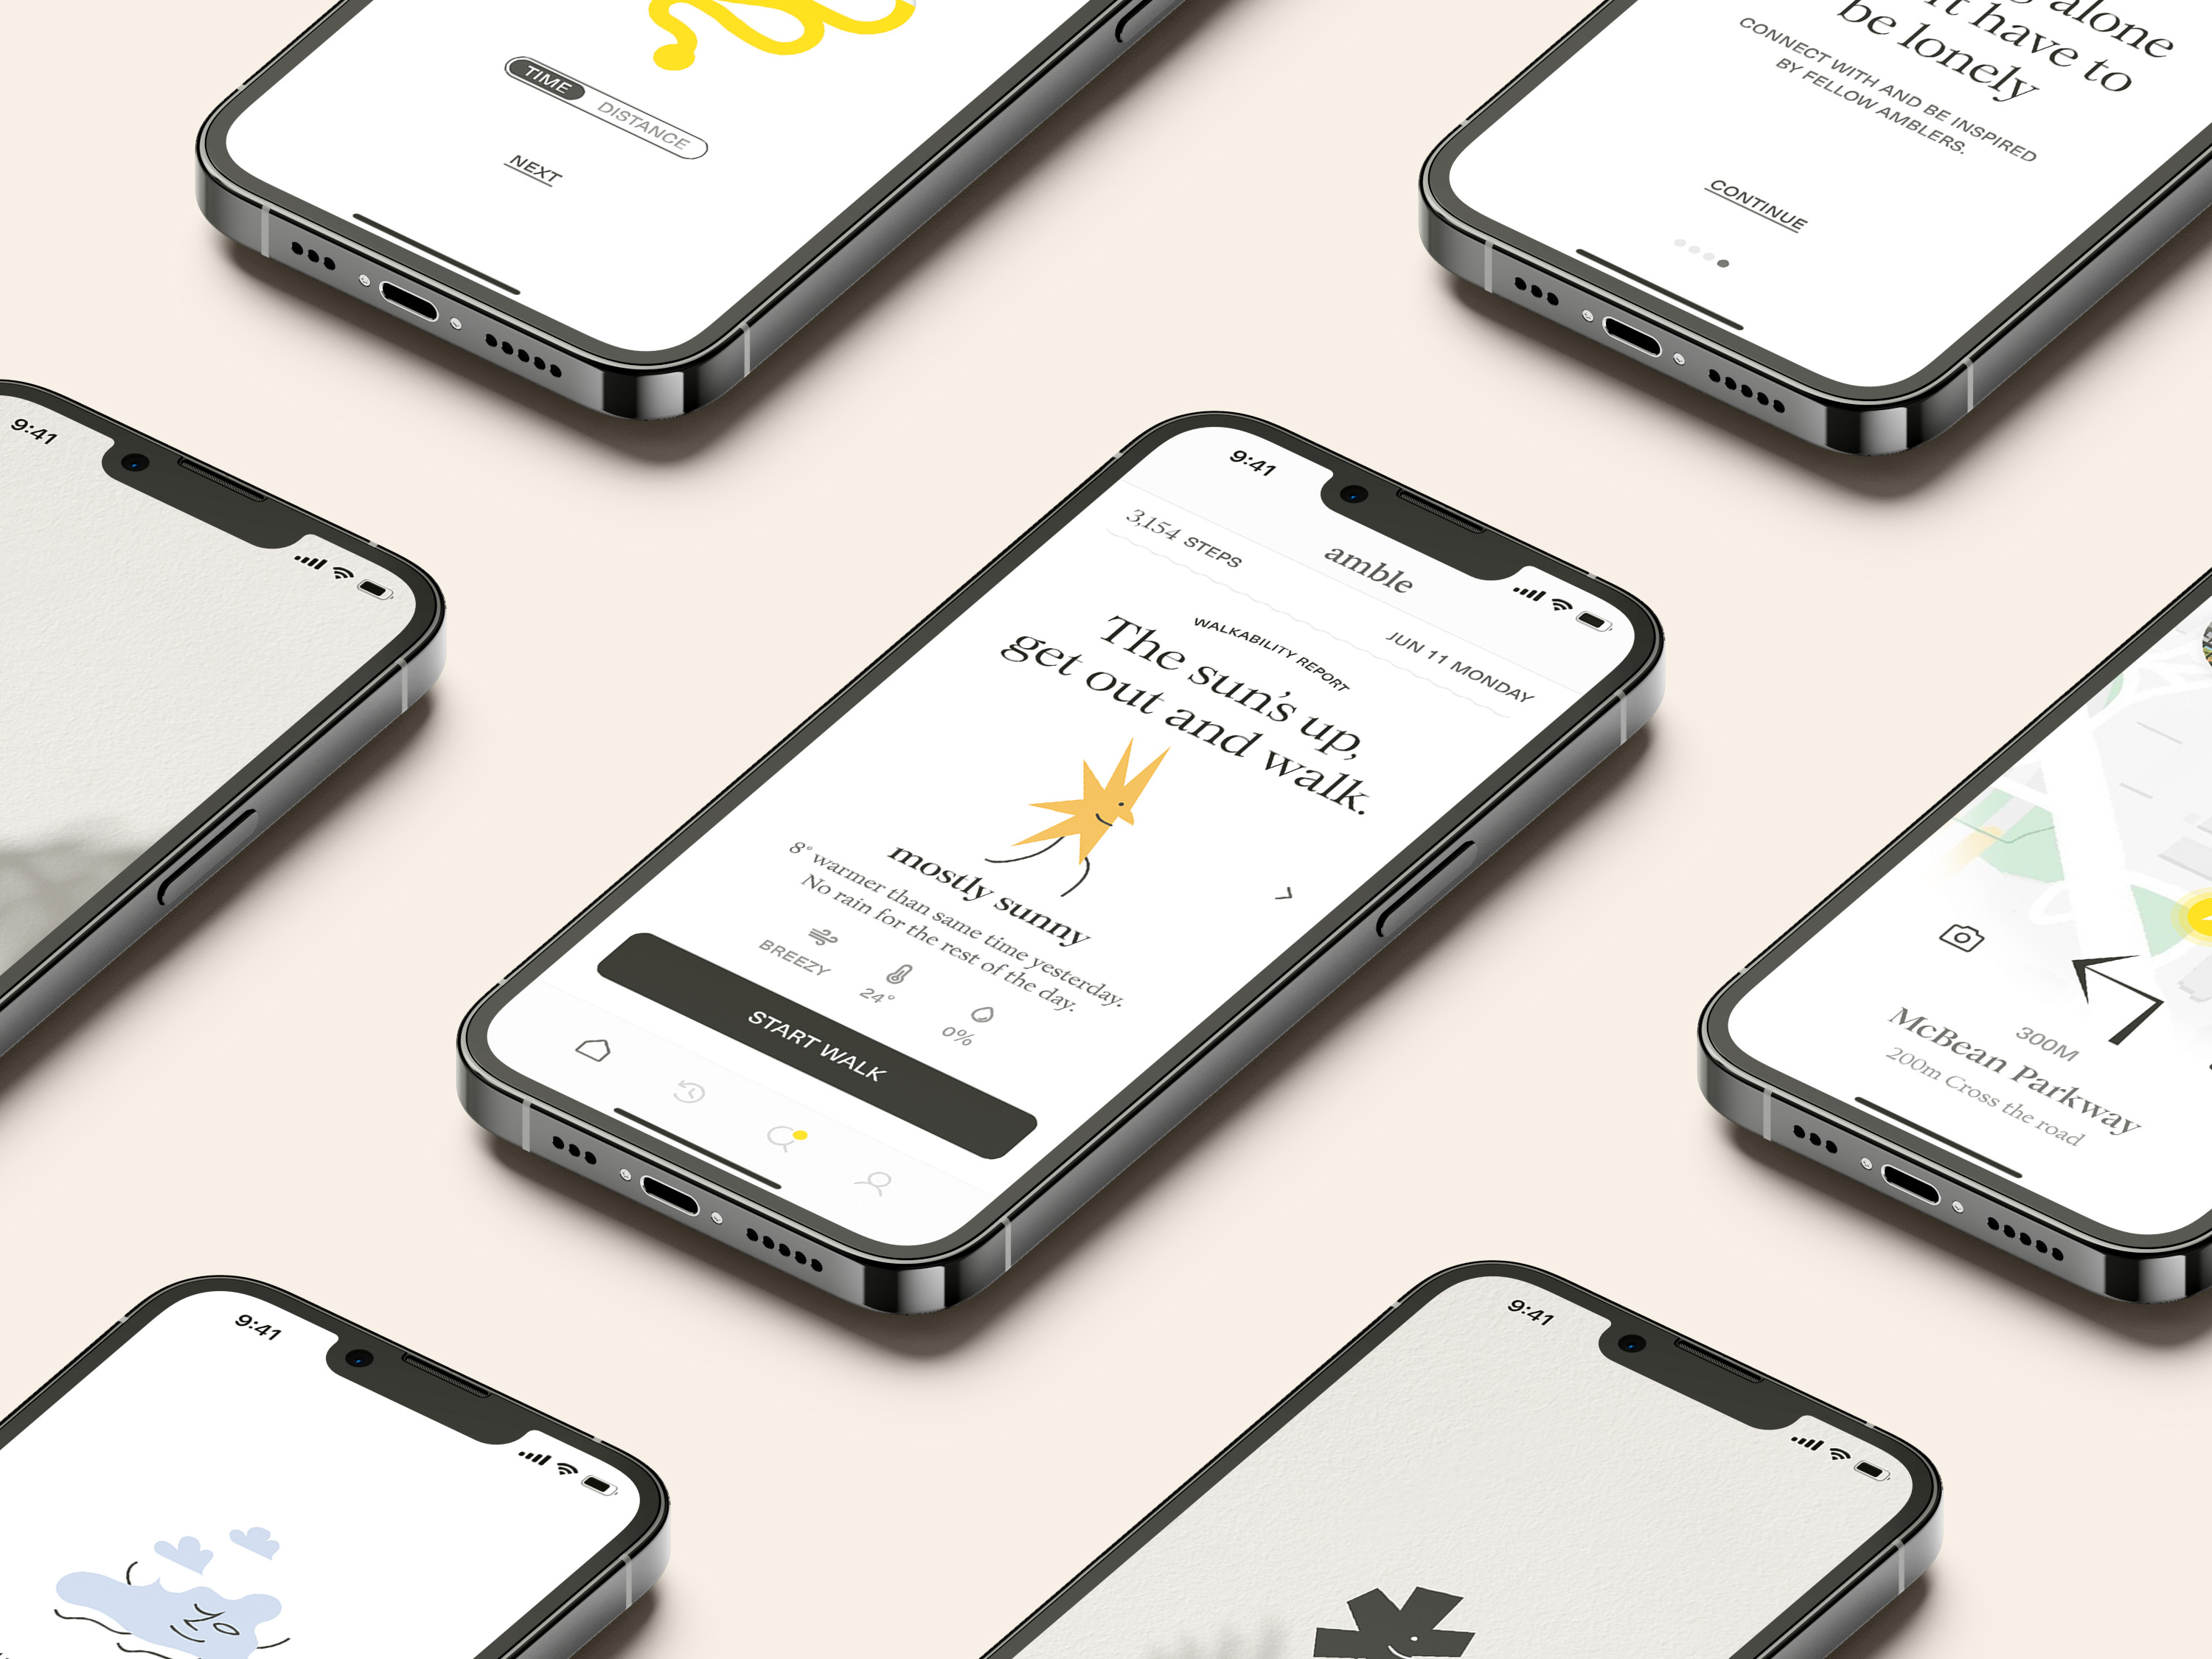 TIME
DISTANCE
NEXT
alone
have to
be lonely
CONNECT WITH AND BE INSPIRED
BY FELLOW AMBLERS.
CONTINUE
9:41
9:41
amble
3,154 STEPS
JUN 11 MONDAY
WALKABILITY REPORT
The sun's up,
get out and walk.
mostly sunny
8° warmer than same time yesterday.
No rain for the rest of the day.
BREEZY
24°
0%
START WALK
300M
McBean Parkway
200m Cross the road
9:41
9:41